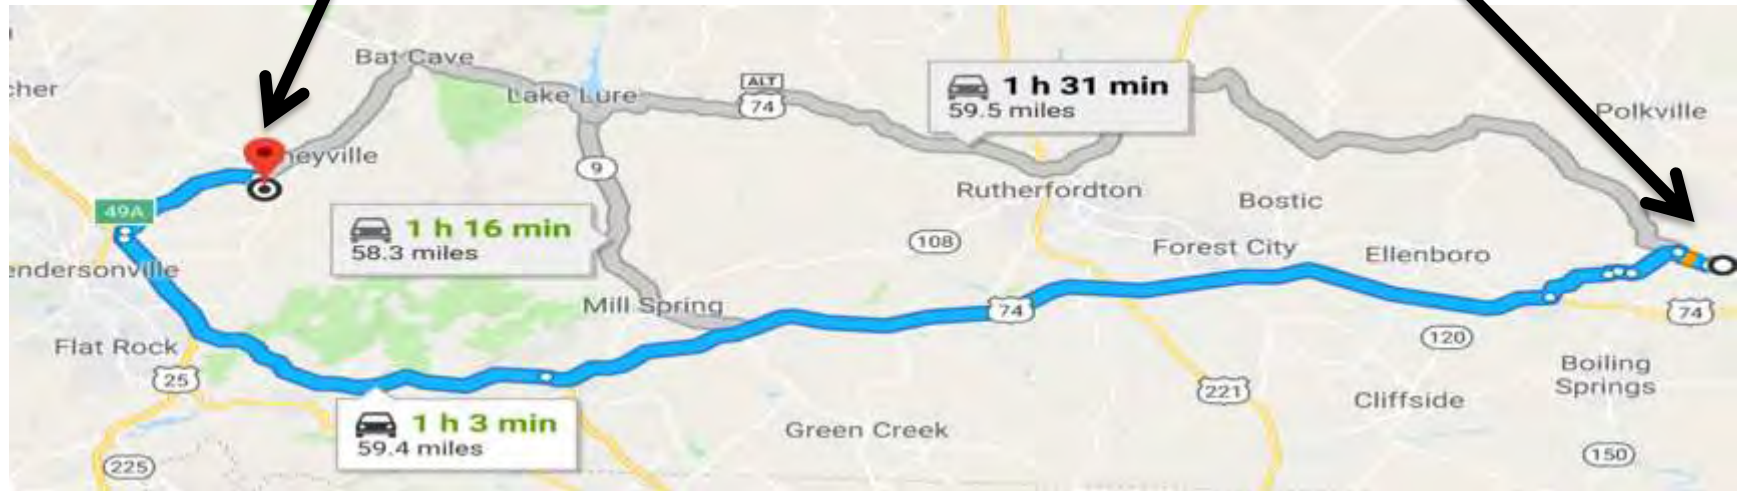 Bat Cave
cher
Lake Lure
ALT
74
1 h 31 min
59.5 miles
Polkville
neyville
9
Rutherfordton
Bostic
49A
1 h 16 min
58.3 miles
108
Forest City
Ellenboro
endersonville
Mill Spring
74
74
Flat Rock
120
25
Boiling
Springs
221
Cliffside
1 h 3 min
59.4 miles
Green Creek
225
150